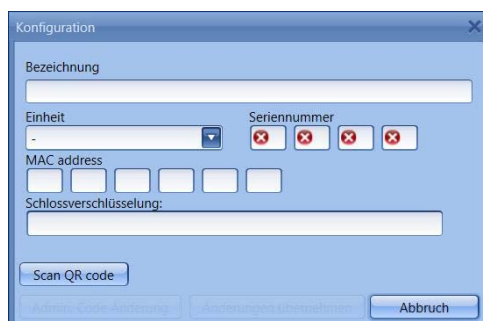 Konfiguration
Bezeichnung
Einheit Seriennummer
-
MAC address
Schlossverschlüsselung:
Scan QR code
Admin. Code Änderung Änderungen übernehmen Abbruch